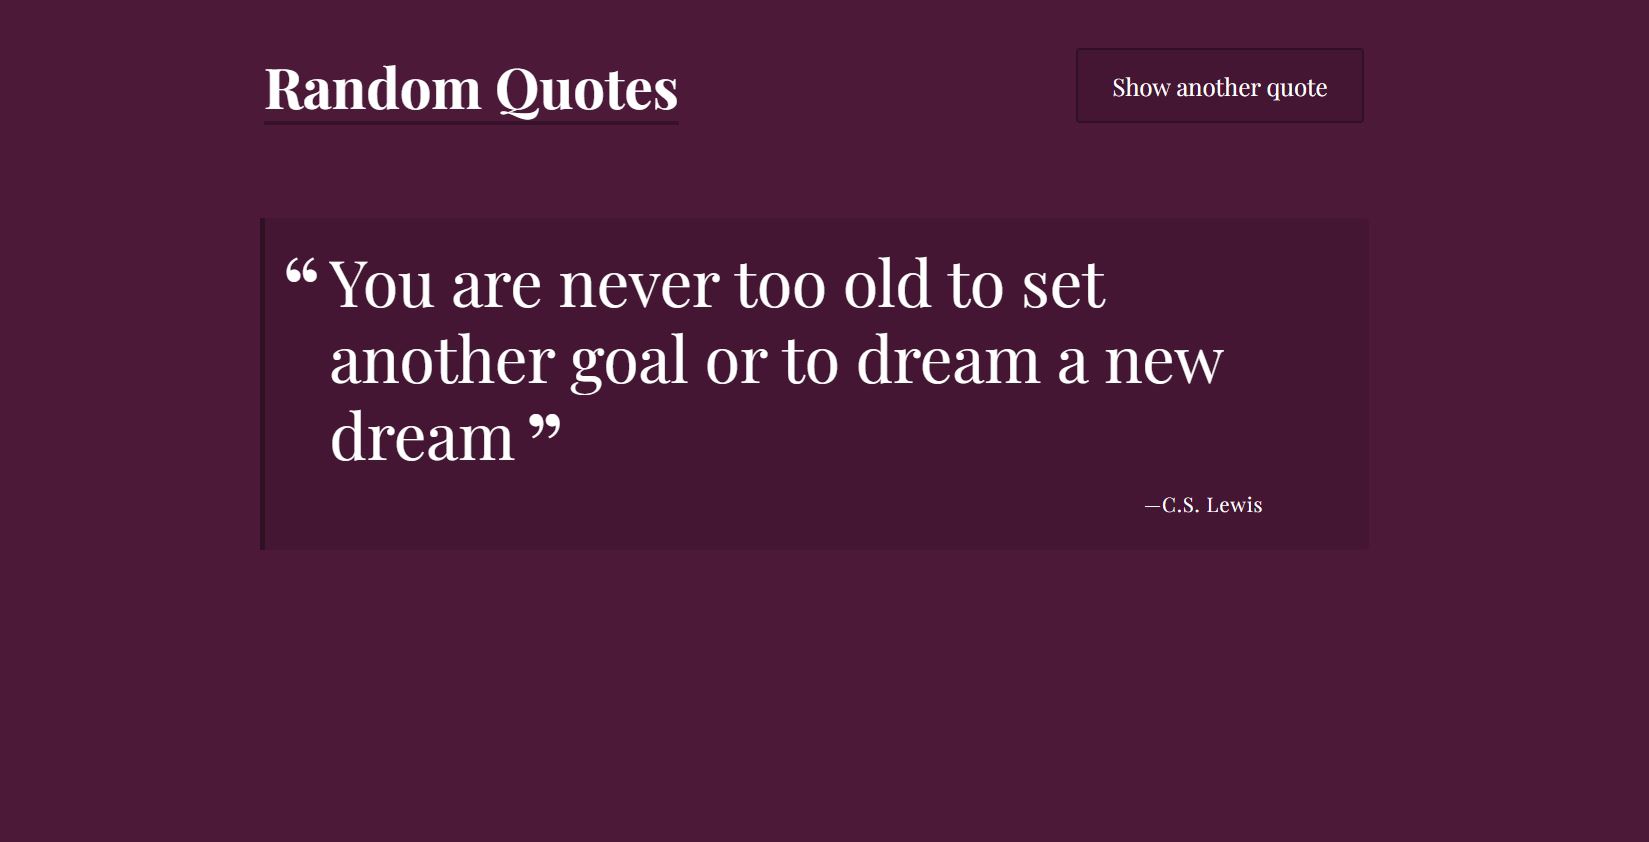 Random Quotes
Show another quote
“ You are never too old to set
another goal or to dream a new
dream ”
—C.S. Lewis